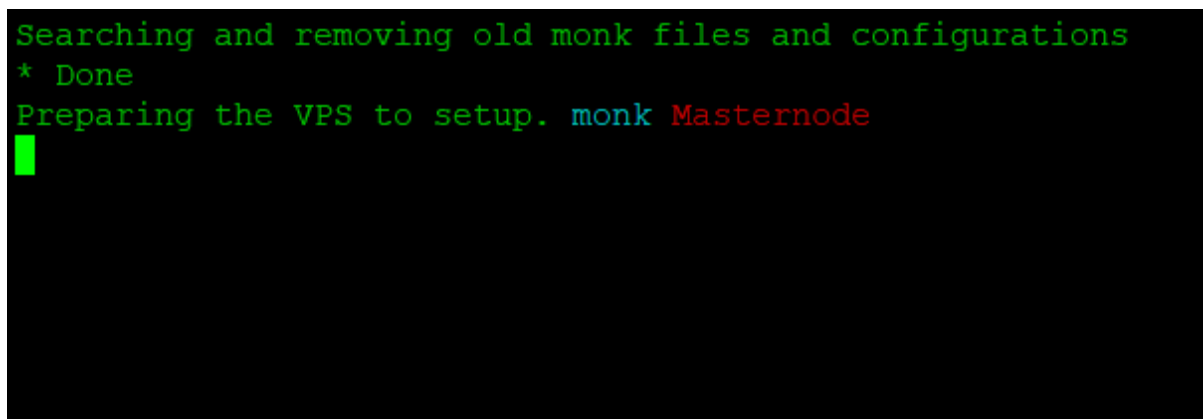 Searching and removing old monk files and configurations
* Done
Preparing the VPS to setup. monk Masternode